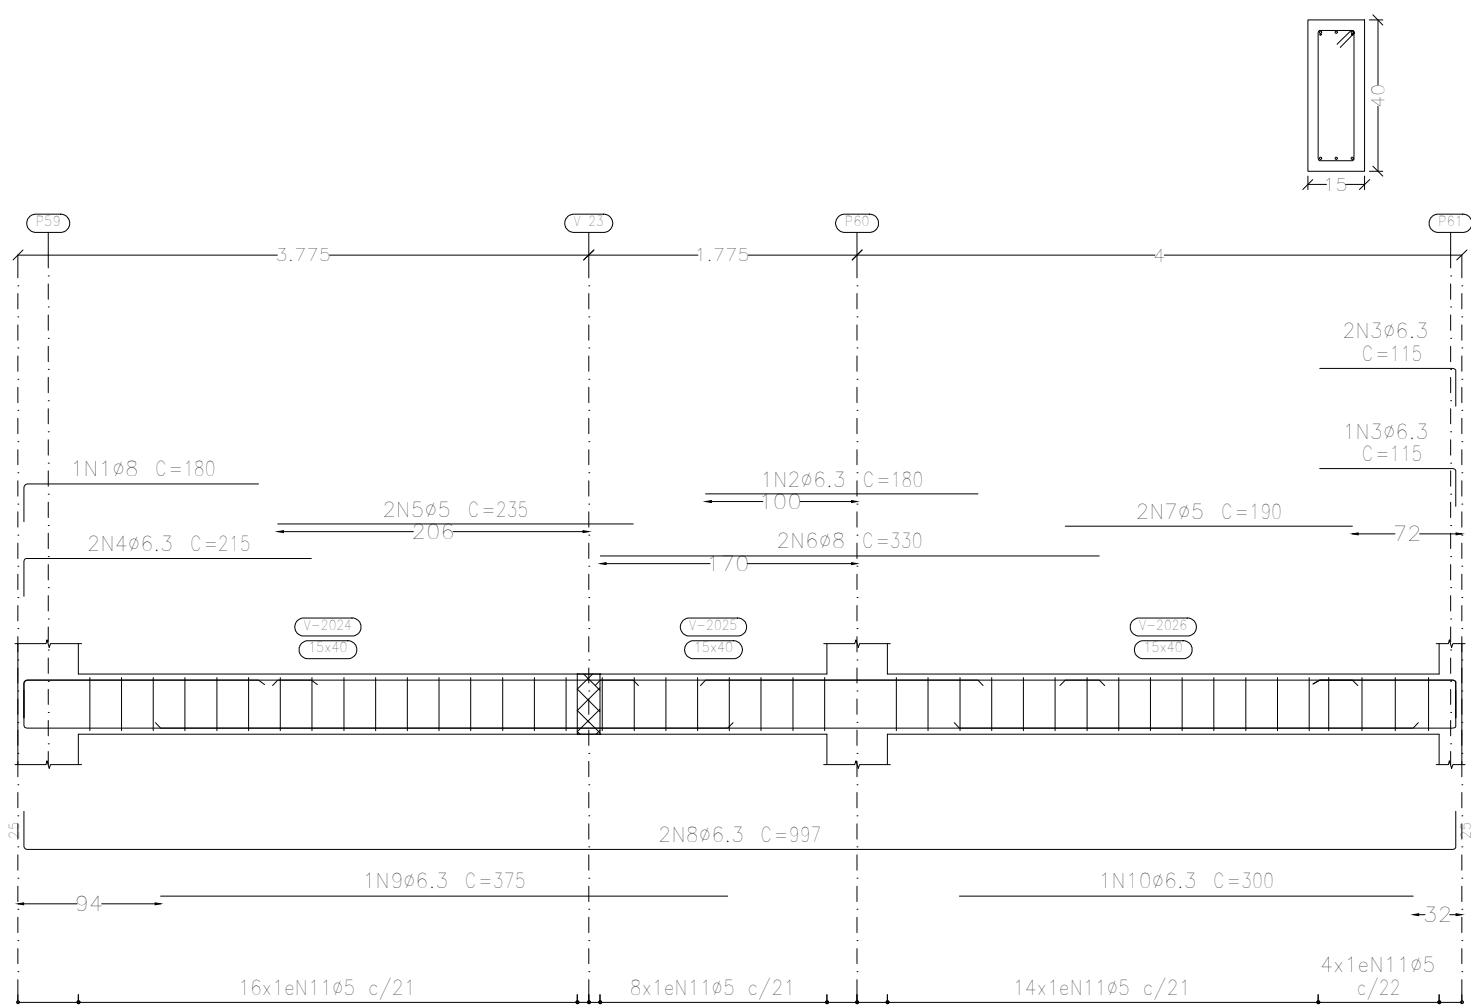 40
15
P59
V 23
P60
P61
3.775
1.775
4
2N3ø6.3
C=115
1N3ø6.3
C=115
1N1ø8 C=180
1N2ø6.3 C=180
100
2N5ø5 C=235
206
2N7ø5 C=190
72
2N4ø6.3 C=215
2N6ø8 C=330
170
V-2024
15x40
V-2025
15x40
V-2026
15x40
25
2N8ø6.3 C=997
25
1N9ø6.3 C=375
94
1N10ø6.3 C=300
32
16x1eN11ø5 c/21
8x1eN11ø5 c/21
14x1eN11ø5 c/21
4x1eN11ø5
c/22